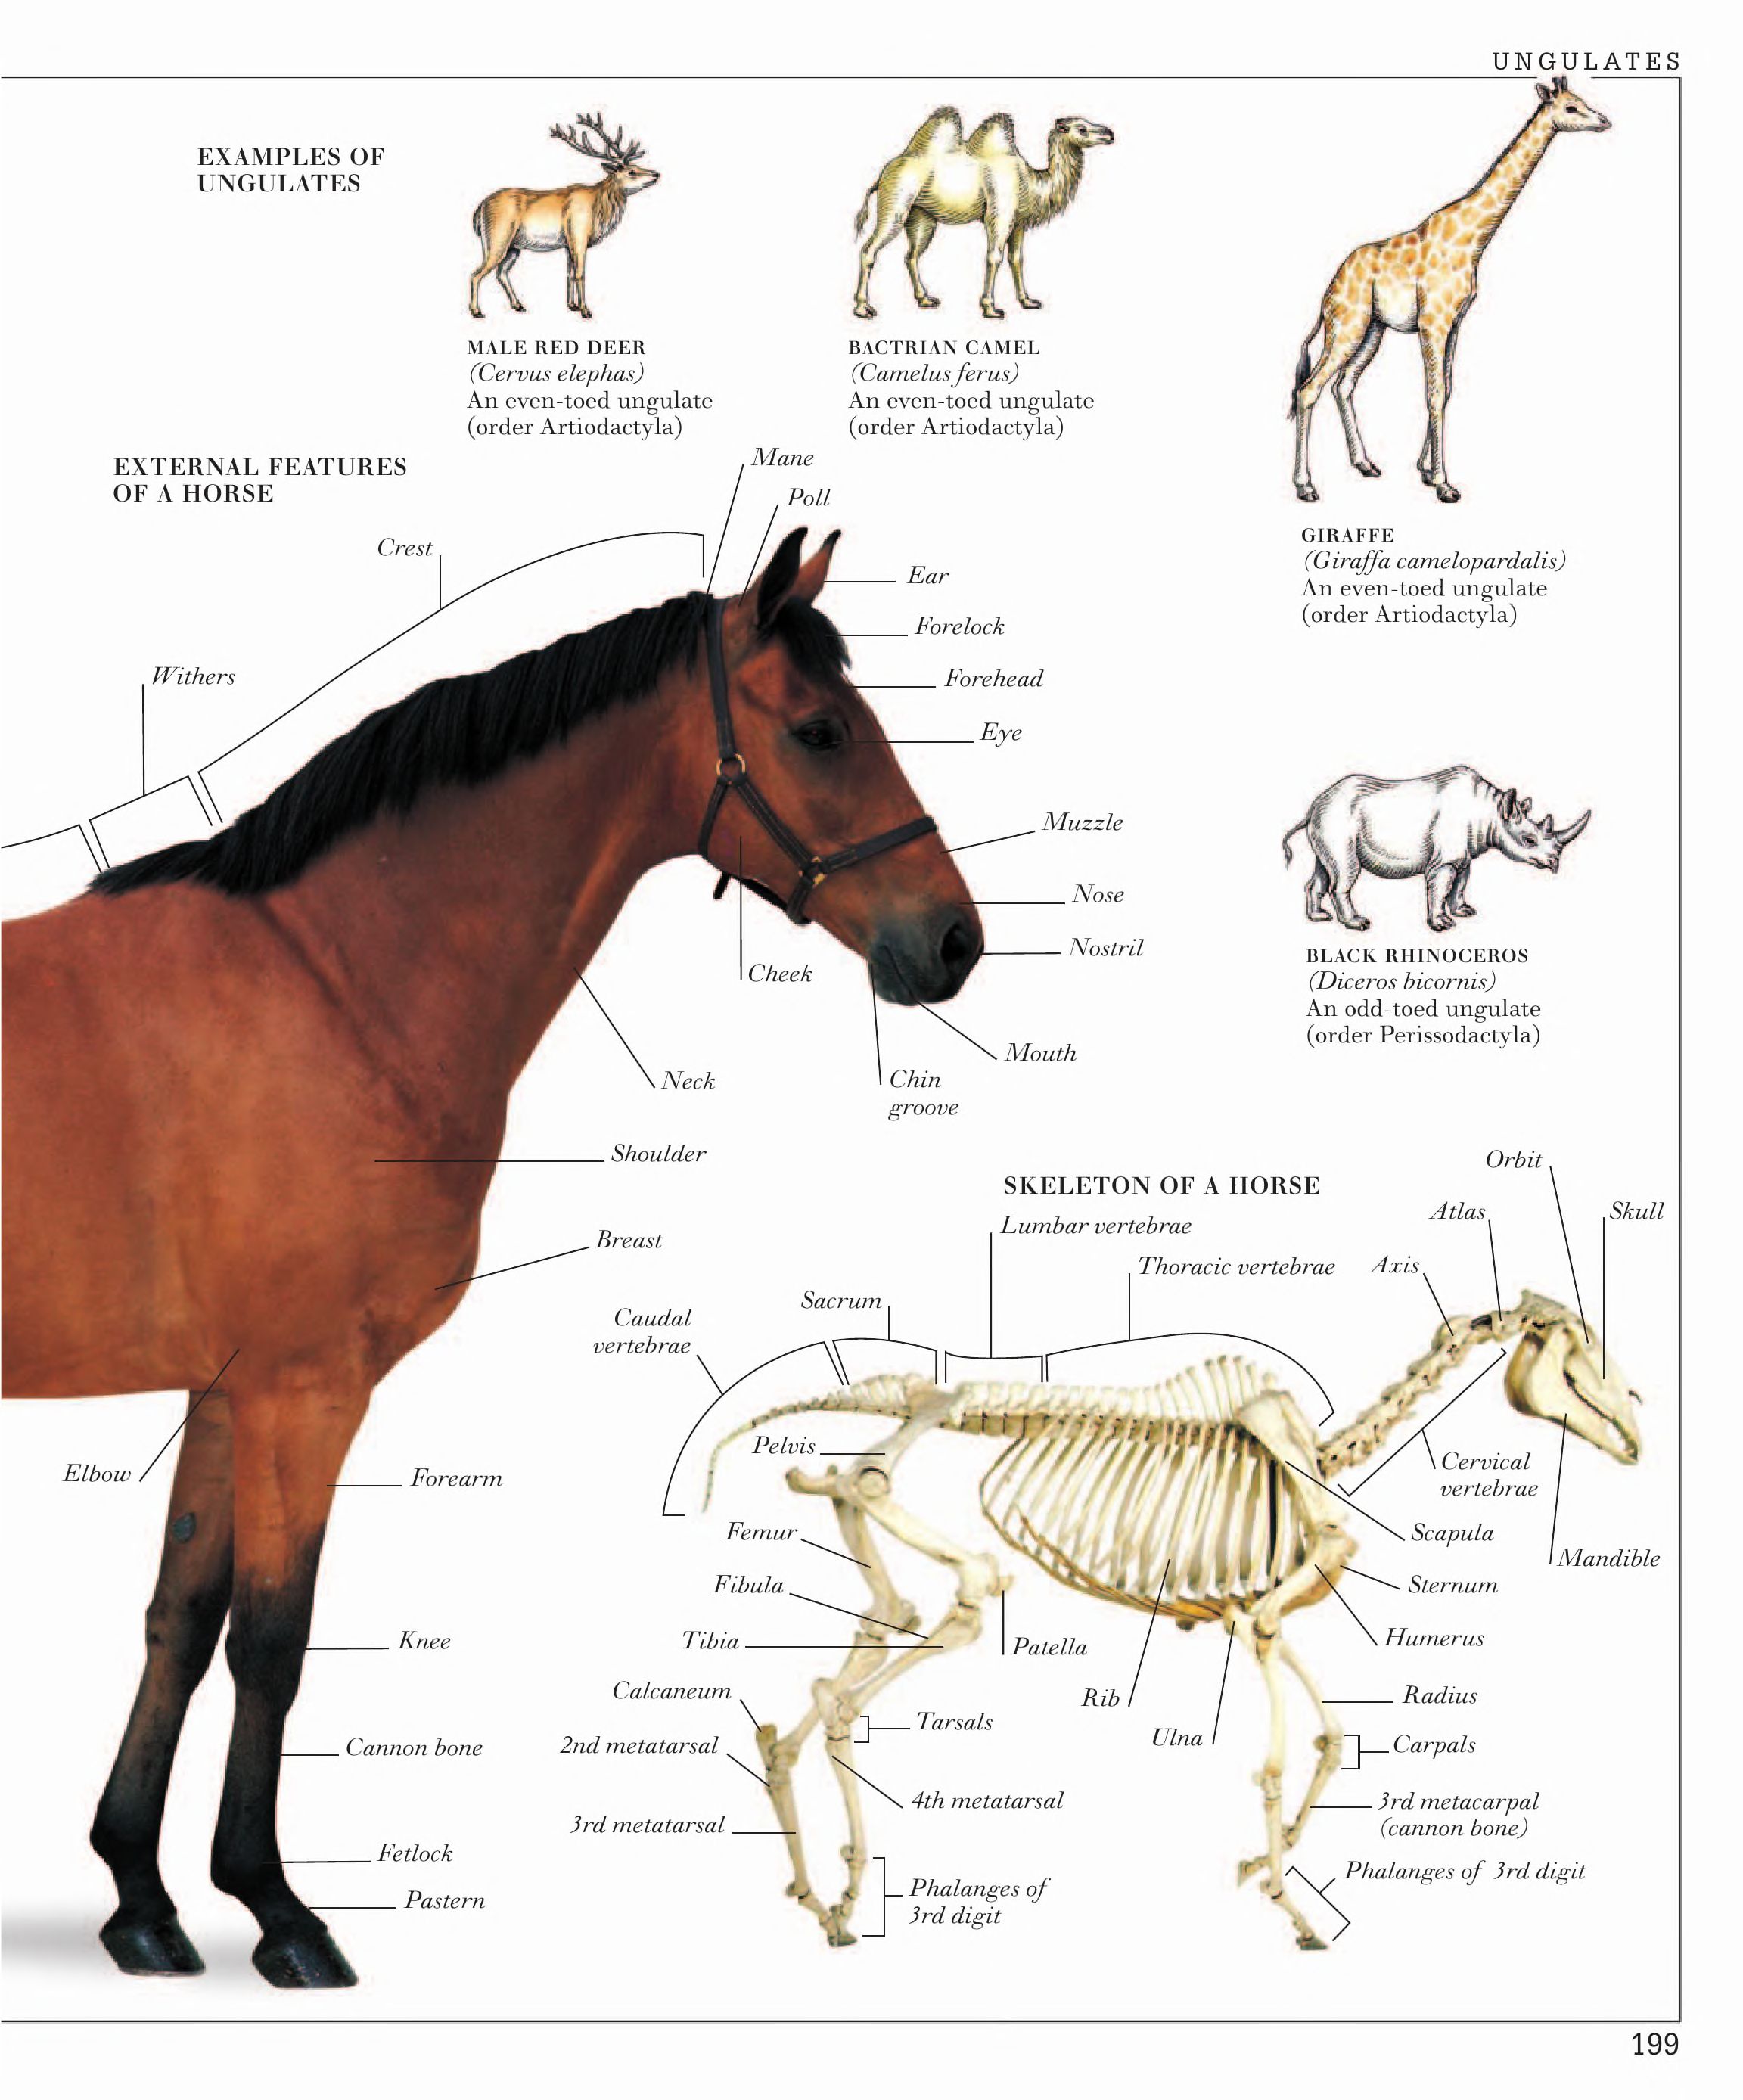 UNGULATES
EXAMPLES OF
UNGULATES
MALE RED DEER
(Cervus elephas)
An even-toed ungulate
(order Artiodactyla)
BACTRIAN CAMEL
(Camelus ferus)
An even-toed ungulate
(order Artiodactyla)
GIRAFFE
(Giraffa camelopardalis)
An even-toed ungulate
(order Artiodactyla)
BLACK RHINOCEROS
(Diceros bicornis)
An odd-toed ungulate
(order Perissodactyla)
EXTERNAL FEATURES
OF A HORSE
Mane
Poll
Crest
Ear
Forelock
Withers
Forehead
Eye
Muzzle
Nose
Nostril
Cheek
Mouth
Neck
Chin
groove
Shoulder
Breast
Elbow
Forearm
Knee
Cannon bone
Fetlock
Pastern
SKELETON OF A HORSE
Orbit
Skull
Atlas
Lumbar vertebrae
Thoracic vertebrae
Axis
Sacrum
Caudal
vertebrae
Pelvis
Cervical
vertebrae
Femur
Scapula
Mandible
Fibula
Sternum
Tibia
Patella
Humerus
Calcaneum
Rib
Radius
Tarsals
Ulna
2nd metatarsal
Carpals
4th metatarsal
3rd metacarpal
(cannon bone)
3rd metatarsal
Phalanges of 3rd digit
Phalanges of
3rd digit
199